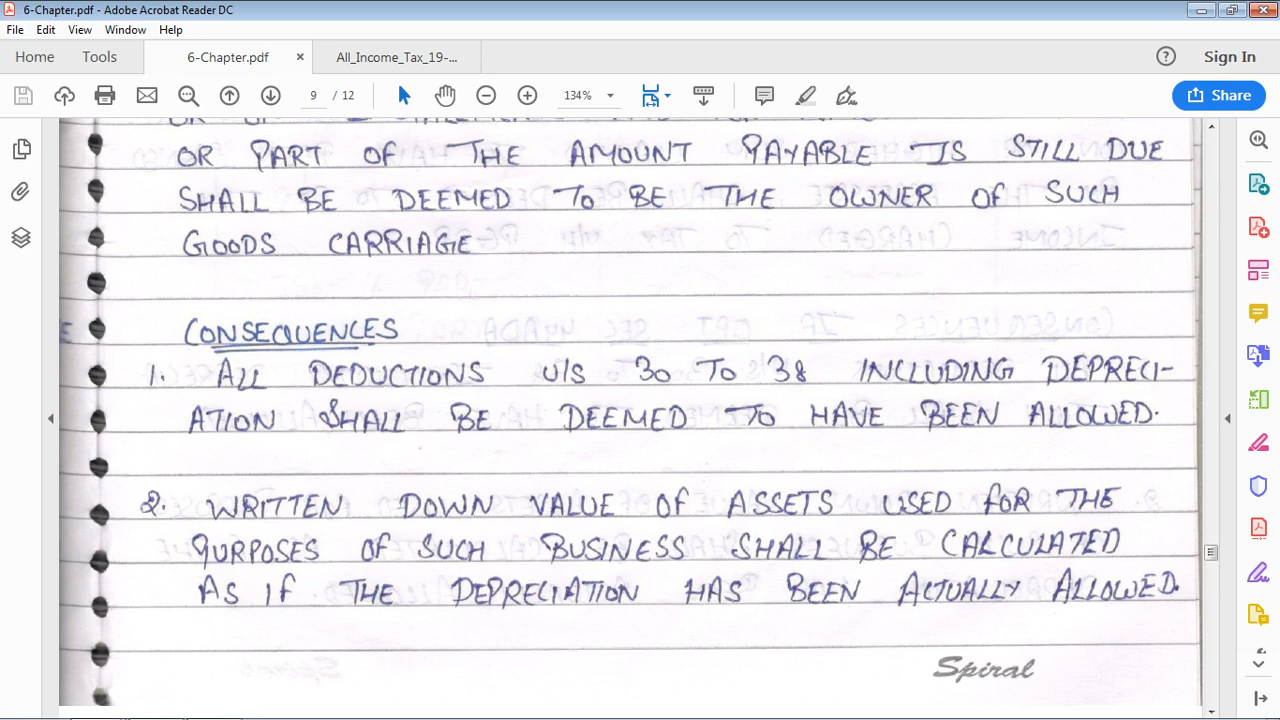 6-Chapter.pdf - Adobe Acrobat Reader DC
File Edit View Window Help
Home Tools 6-Chapter.pdf × All_Income_Tax_19-... Sign In
9 / 12 134% Share
OR PART OF THE AMOUNT PAYABLE IS STILL DUE
SHALL BE DEEMED TO BE THE OWNER OF SUCH
GOODS CARRIAGE
CONSEQUENCES
1. ALL DEDUCTIONS U/S 30 TO 38 INCLUDING DEPRECI-
ATION SHALL BE DEEMED TO HAVE BEEN ALLOWED.
2. WRITTEN DOWN VALUE OF ASSETS USED FOR THE
PURPOSES OF SUCH BUSINESS SHALL BE CALCULATED
AS IF THE DEPRECIATION HAS BEEN ACTUALLY ALLOWED.
Spiral